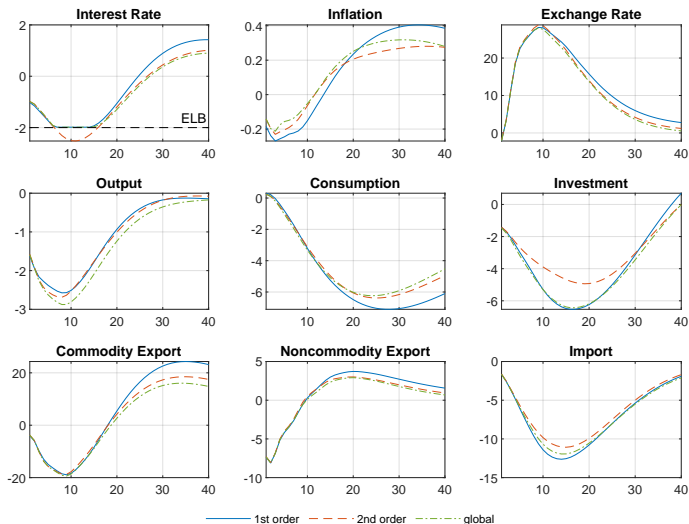 Interest Rate
2
0
-2
ELB
10 20 30 40
Inflation
0.4
0.2
0
-0.2
10 20 30 40
Exchange Rate
20
10
0
10 20 30 40
Output
0
-1
-2
-3
10 20 30 40
Consumption
0
-2
-4
-6
10 20 30 40
Investment
0
-2
-4
-6
10 20 30 40
Commodity Export
20
0
-20
10 20 30 40
Noncommodity Export
5
0
-5
-10
10 20 30 40
Import
0
-5
-10
-15
10 20 30 40
1st order 2nd order global